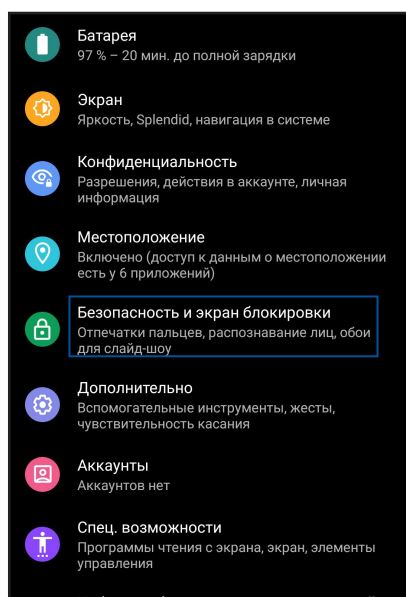 Батарея
97 % – 20 мин. до полной зарядки
Экран
Яркость, Splendid, навигация в системе
Конфиденциальность
Разрешения, действия в аккаунте, личная
информация
Местоположение
Включено (доступ к данным о местоположении
есть у 6 приложений)
Безопасность и экран блокировки
Отпечатки пальцев, распознавание лиц, обои
для слайд-шоу
Дополнительно
Вспомогательные инструменты, жесты,
чувствительность касания
Аккаунты
Аккаунтов нет
Спец. возможности
Программы чтения с экрана, экран, элементы
управления